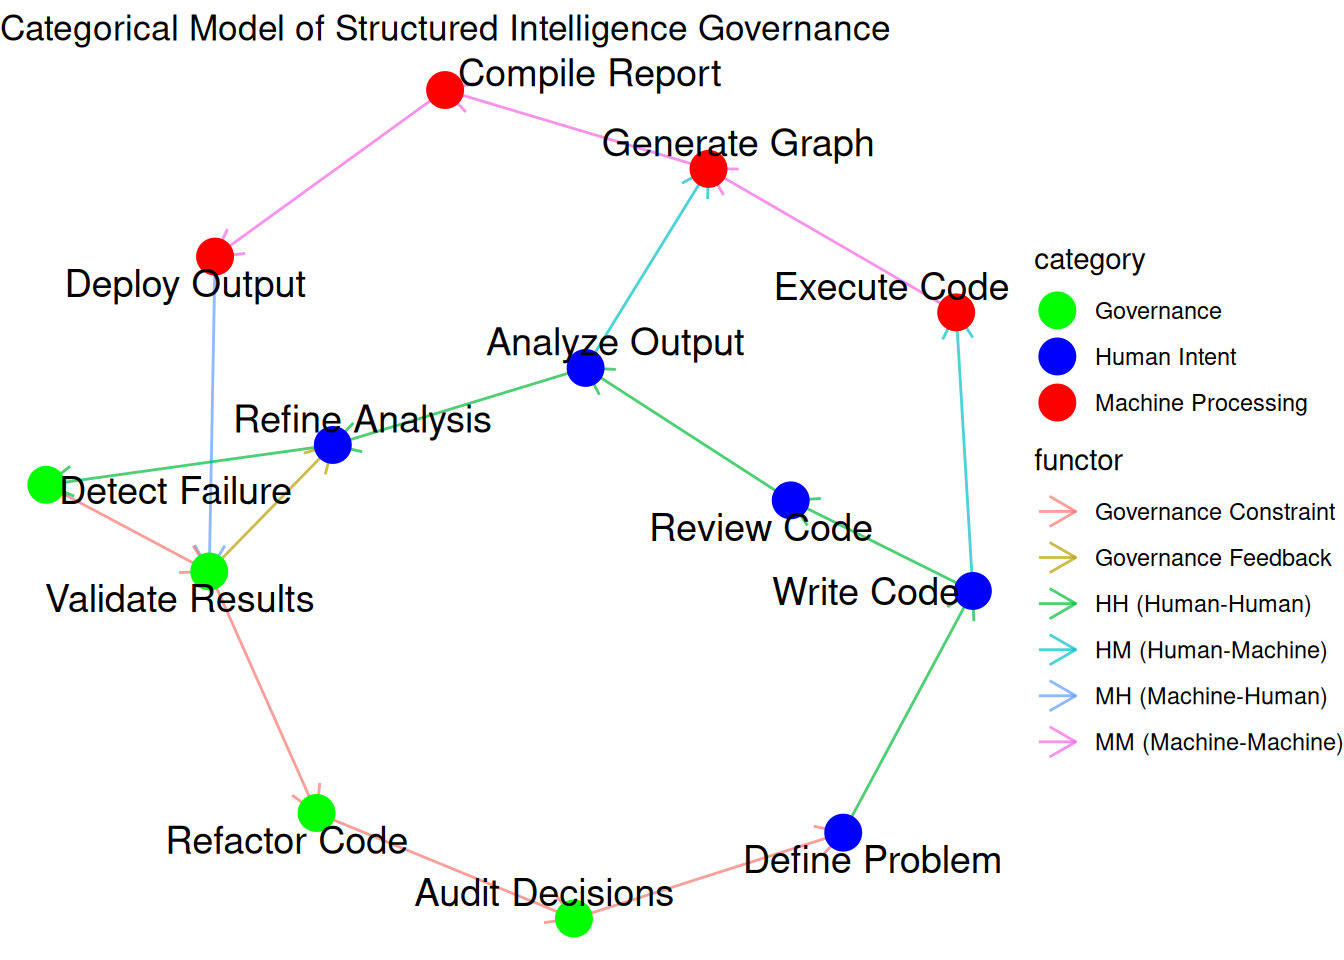 Categorical Model of Structured Intelligence Governance
Compile Report
Generate Graph
Deploy Output
Execute Code
Analyze Output
Refine Analysis
Detect Failure
Review Code
Validate Results
Write Code
Refactor Code
Define Problem
Audit Decisions
category
Governance
Human Intent
Machine Processing
functor
Governance Constraint
Governance Feedback
HH (Human-Human)
HM (Human-Machine)
MH (Machine-Human)
MM (Machine-Machine)